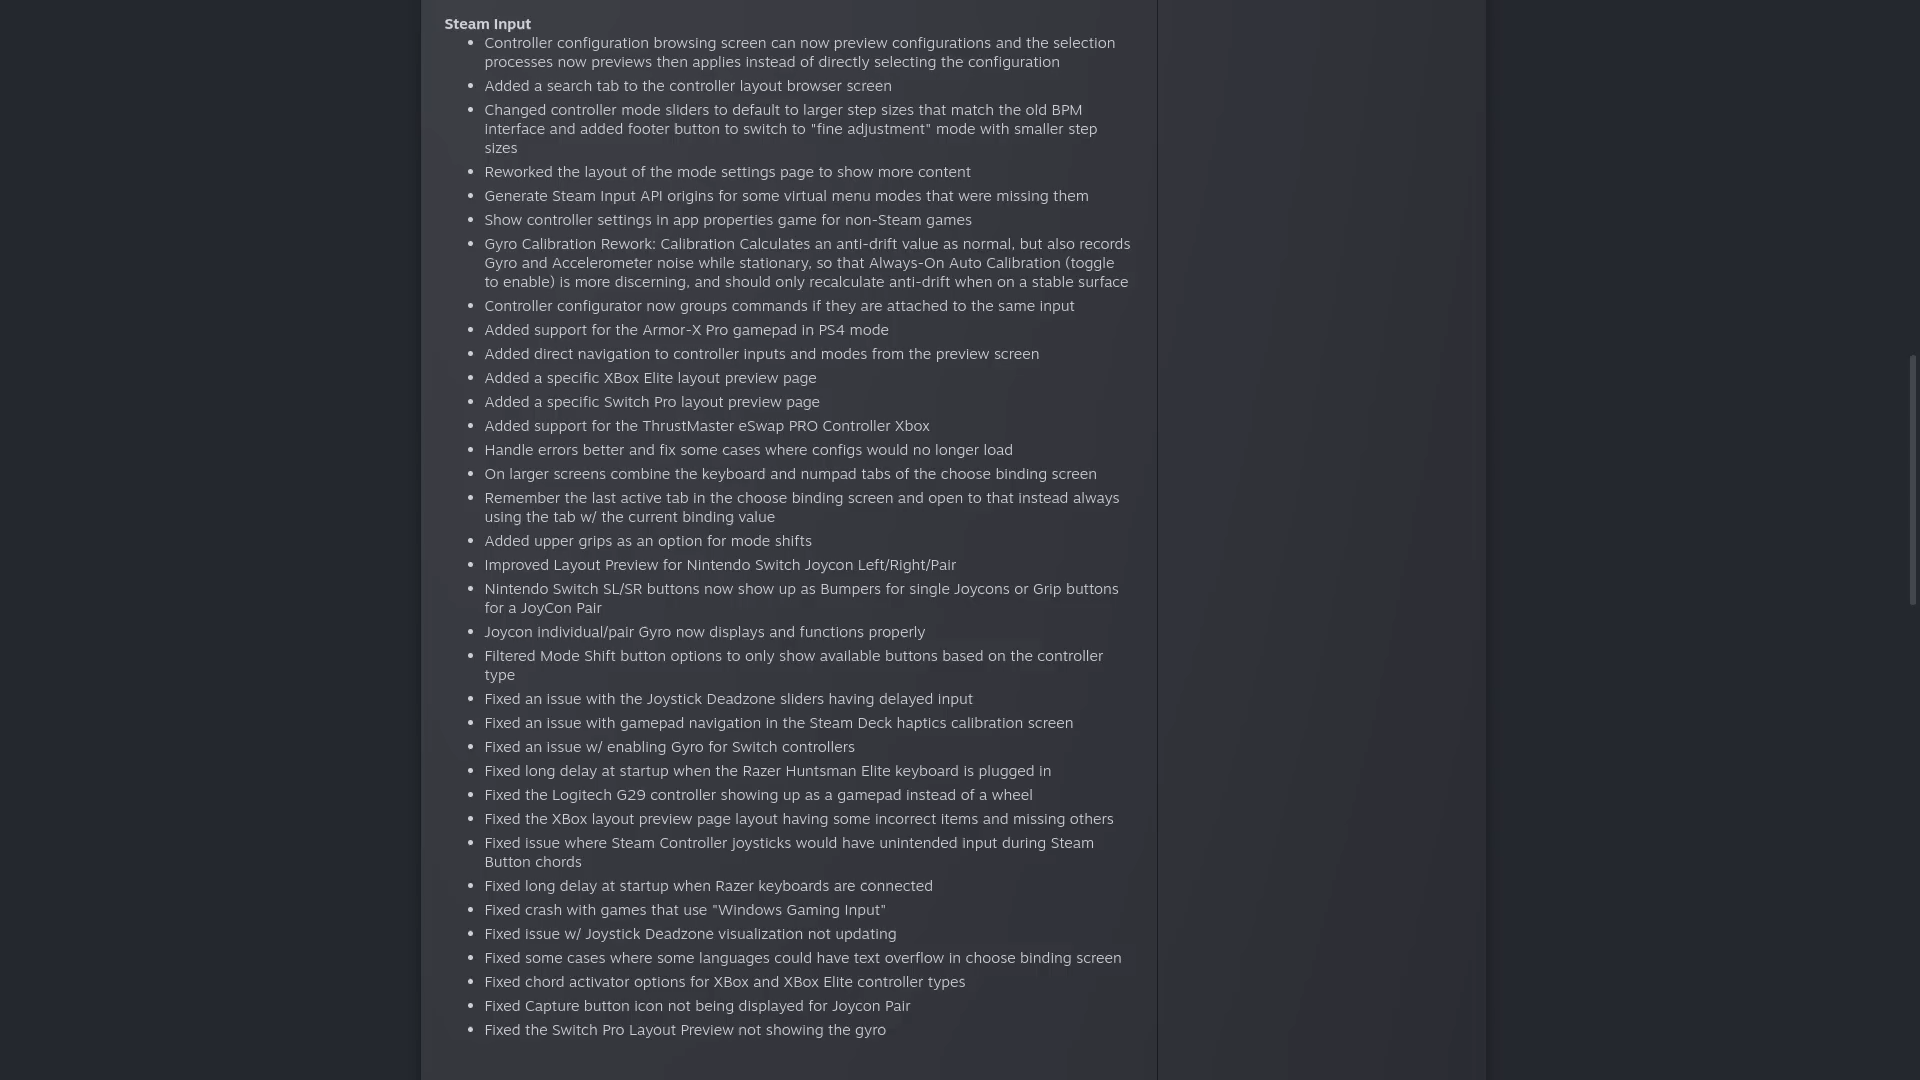 Steam Input
• Controller configuration browsing screen can now preview configurations and the selection
processes now previews then applies instead of directly selecting the configuration
• Added a search tab to the controller layout browser screen
• Changed controller mode sliders to default to larger step sizes that match the old BPM
interface and added footer button to switch to "fine adjustment" mode with smaller step
sizes
• Reworked the layout of the mode settings page to show more content
• Generate Steam Input API origins for some virtual menu modes that were missing them
• Show controller settings in app properties game for non-Steam games
• Gyro Calibration Rework: Calibration Calculates an anti-drift value as normal, but also records
Gyro and Accelerometer noise while stationary, so that Always-On Auto Calibration (toggle
to enable) is more discerning, and should only recalculate anti-drift when on a stable surface
• Controller configurator now groups commands if they are attached to the same input
• Added support for the Armor-X Pro gamepad in PS4 mode
• Added direct navigation to controller inputs and modes from the preview screen
• Added a specific XBox Elite layout preview page
• Added a specific Switch Pro layout preview page
• Added support for the ThrustMaster eSwap PRO Controller Xbox
• Handle errors better and fix some cases where configs would no longer load
• On larger screens combine the keyboard and numpad tabs of the choose binding screen
• Remember the last active tab in the choose binding screen and open to that instead always
using the tab w/ the current binding value
• Added upper grips as an option for mode shifts
• Improved Layout Preview for Nintendo Switch Joycon Left/Right/Pair
• Nintendo Switch SL/SR buttons now show up as Bumpers for single Joycons or Grip buttons
for a JoyCon Pair
• Joycon individual/pair Gyro now displays and functions properly
• Filtered Mode Shift button options to only show available buttons based on the controller
type
• Fixed an issue with the Joystick Deadzone sliders having delayed input
• Fixed an issue with gamepad navigation in the Steam Deck haptics calibration screen
• Fixed an issue w/ enabling Gyro for Switch controllers
• Fixed long delay at startup when the Razer Huntsman Elite keyboard is plugged in
• Fixed the Logitech G29 controller showing up as a gamepad instead of a wheel
• Fixed the XBox layout preview page layout having some incorrect items and missing others
• Fixed issue where Steam Controller joysticks would have unintended input during Steam
Button chords
• Fixed long delay at startup when Razer keyboards are connected
• Fixed crash with games that use "Windows Gaming Input"
• Fixed issue w/ Joystick Deadzone visualization not updating
• Fixed some cases where some languages could have text overflow in choose binding screen
• Fixed chord activator options for XBox and XBox Elite controller types
• Fixed Capture button icon not being displayed for Joycon Pair
• Fixed the Switch Pro Layout Preview not showing the gyro